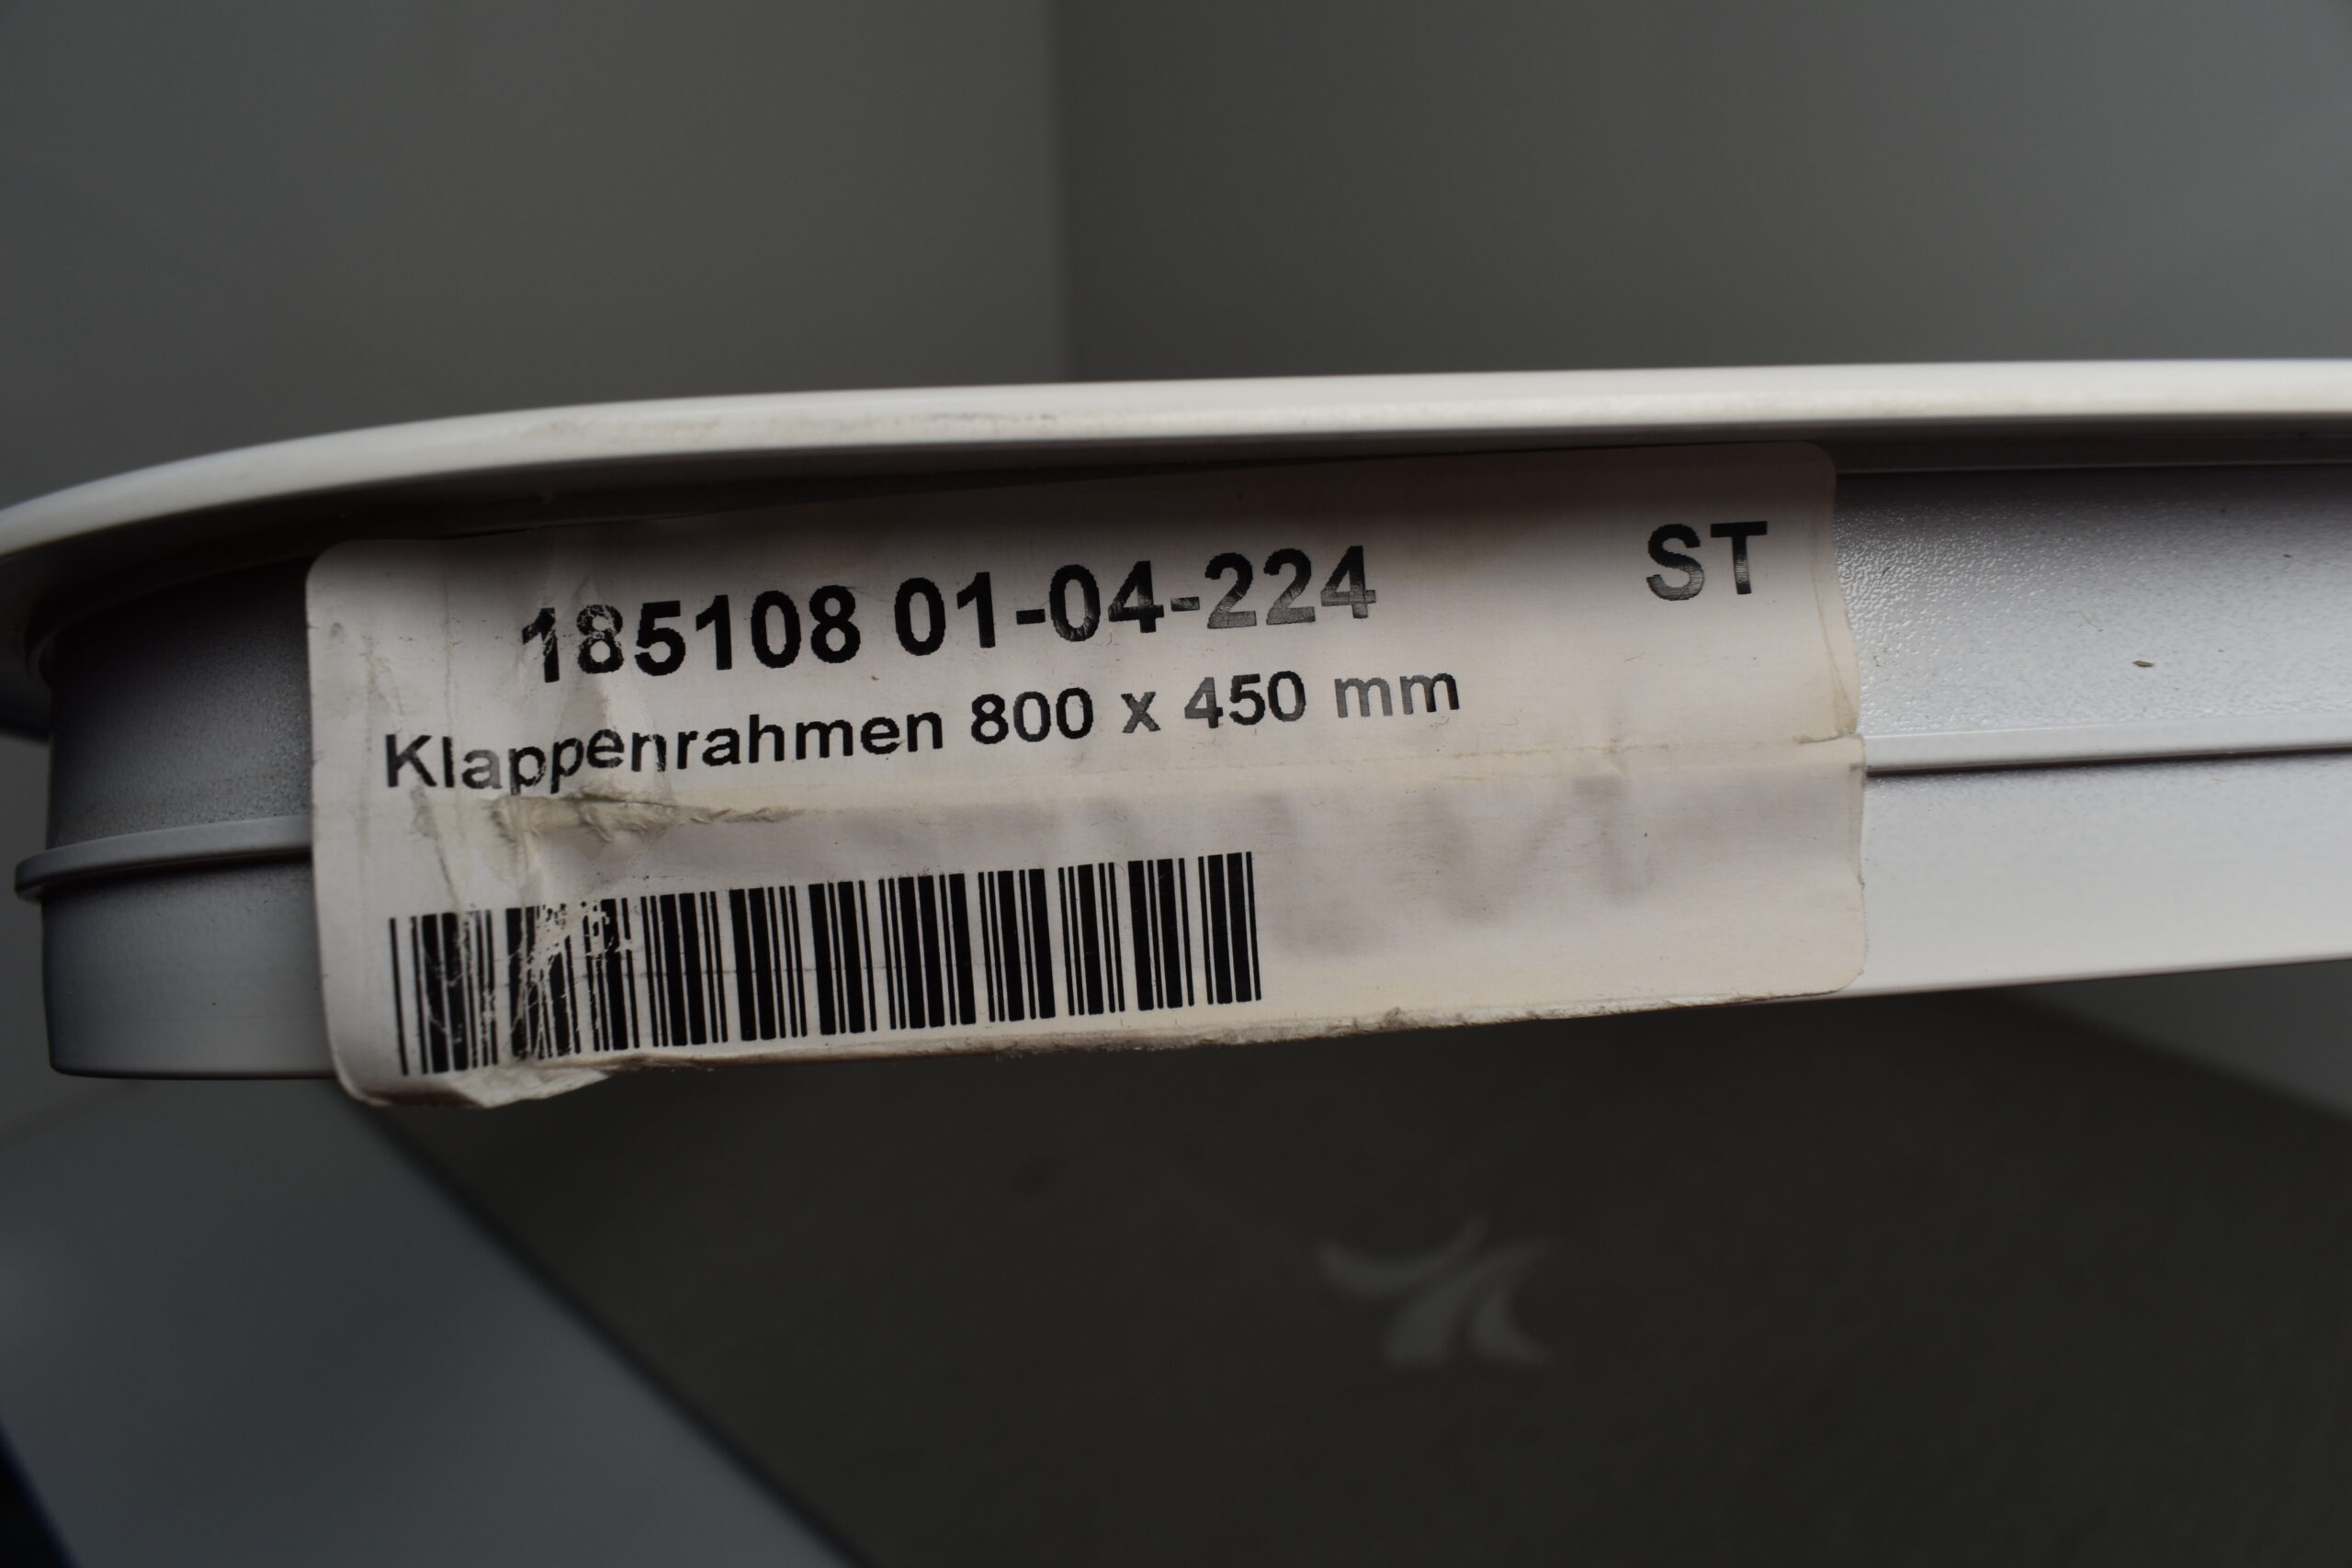 185108 01-04-224 ST
Klappenrahmen 800 x 450 mm